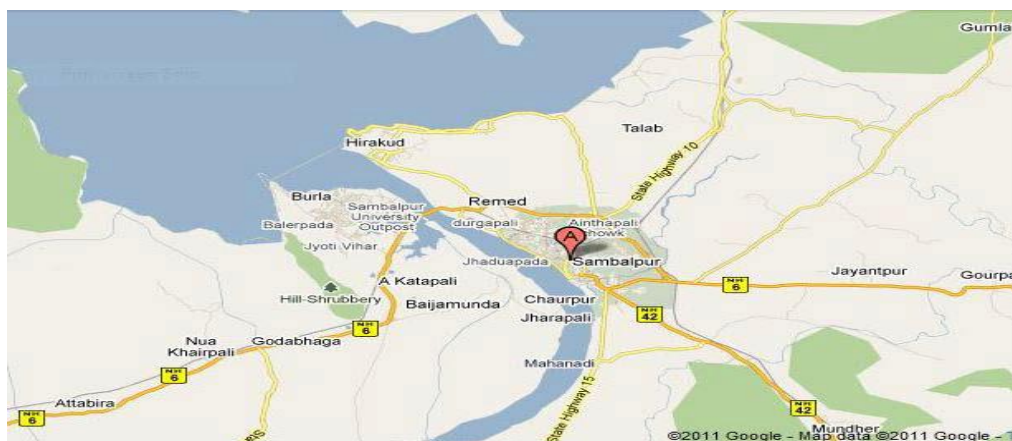 Gumla
Talab
Hirakud
State Highway 10
Burla
Sambalpur
University
Outpost
Remed
Balerpada
durgapali
Ainthapali
A
Jyoti Vihar
Jhaduapada
Sambalpur
Jayantpur
Gourpa
A Katapali
6
Hill-Shrubbery
Baijamunda
Chaurpur
Jharapali
42
6
Nua
Khairpali
Godabhaga
Mahanadi
6
State Highway 15
Attabira
6
42
Mundher
©2011 Google - Map data ©2011 Google -